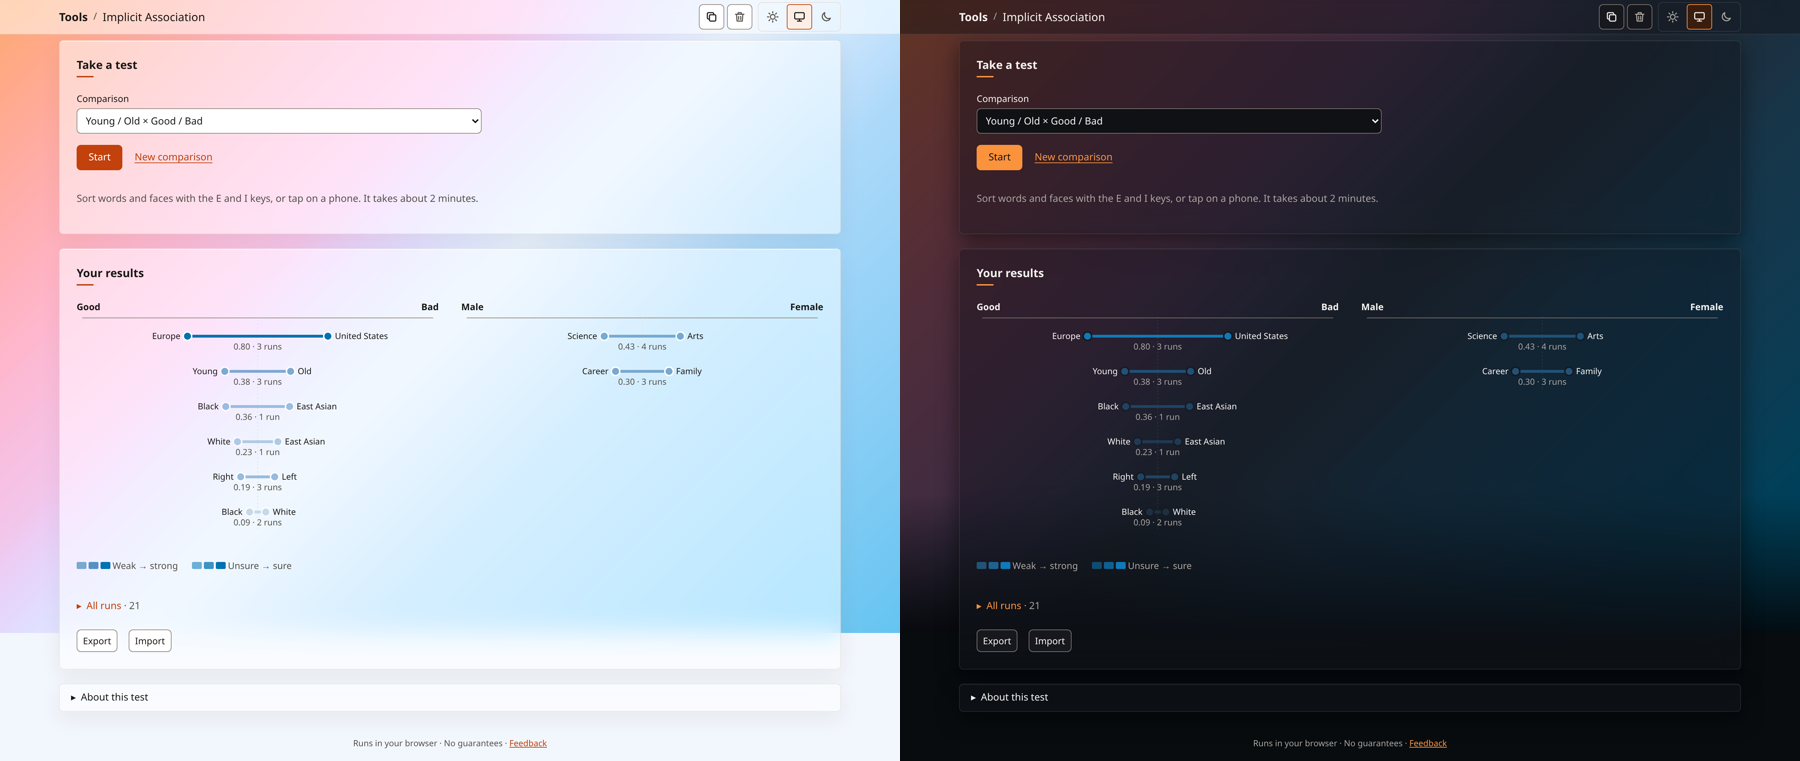 Tools / Implicit Association
Take a test
Comparison
Young / Old × Good / Bad
Start New comparison
Sort words and faces with the E and I keys, or tap on a phone. It takes about 2 minutes.
Your results
Good Bad Male Female
Europe United States Science Arts
0.80 · 3 runs 0.43 · 4 runs
Young Old Career Family
0.38 · 3 runs 0.30 · 3 runs
Black East Asian
0.36 · 1 run
White East Asian
0.23 · 1 run
Right Left
0.19 · 3 runs
Black White
0.09 · 2 runs
Weak → strong Unsure → sure
▸ All runs · 21
Export Import
▸ About this test
Runs in your browser · No guarantees · Feedback
Tools / Implicit Association
Take a test
Comparison
Young / Old × Good / Bad
Start New comparison
Sort words and faces with the E and I keys, or tap on a phone. It takes about 2 minutes.
Your results
Good Bad Male Female
Europe United States Science Arts
0.80 · 3 runs 0.43 · 4 runs
Young Old Career Family
0.38 · 3 runs 0.30 · 3 runs
Black East Asian
0.36 · 1 run
White East Asian
0.23 · 1 run
Right Left
0.19 · 3 runs
Black White
0.09 · 2 runs
Weak → strong Unsure → sure
▸ All runs · 21
Export Import
▸ About this test
Runs in your browser · No guarantees · Feedback